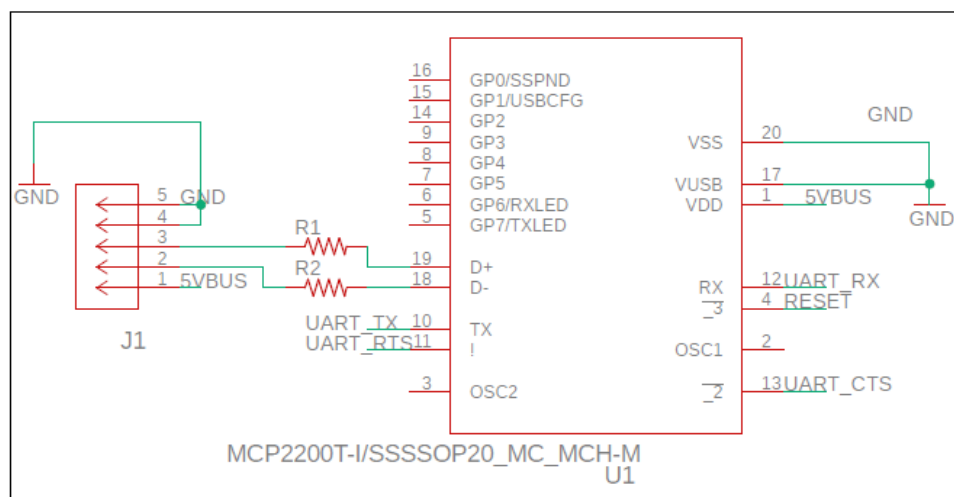 16 GP0/SSPND
15 GP1/USBCFG
14 GP2
9 GP3
8 GP4
7 GP5
6 GP6/RXLED
5 GP7/TXLED
19 D+
18 D-
UART_TX 10 TX
UART_RTS 11 !
3 OSC2
VSS 20
VUSB 17
VDD 1 5VBUS
RX 12 UART_RX
_3 4 RESET
OSC1 2
_2 13 UART_CTS
GND
GND
GND
5 GND
4
3
2
1 5VBUS
J1
R1
R2
MCP2200T-I/SSSSOP20_MC_MCH-M
U1